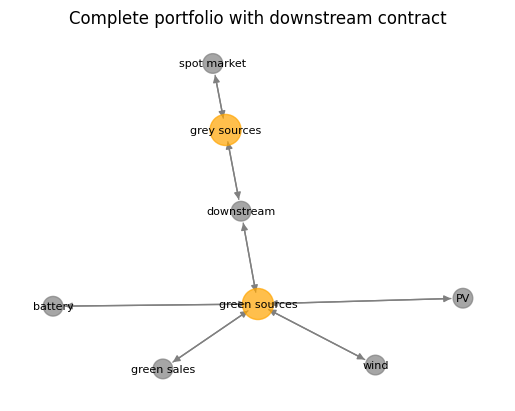 Complete portfolio with downstream contract
spot market
grey sources
downstream
PV
battery
green sources
wind
green sales